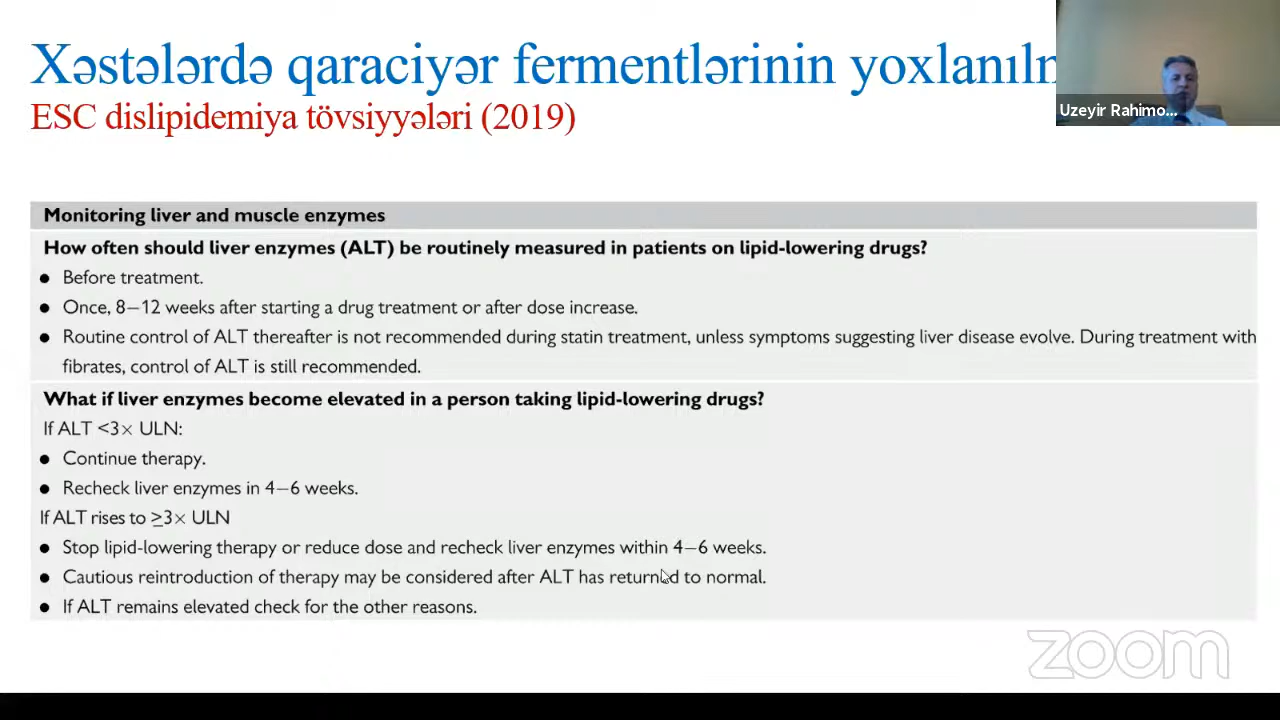 Xəstələrdə qaraciyər fermentlərinin
ESC dislipidemiya tövsiyyələri (2019)
Uzeyir Rahimo...
Monitoring liver and muscle enzymes
How often should liver enzymes (ALT) be routinely measured in patients on lipid-lowering drugs?
● Before treatment.
● Once, 8–12 weeks after starting a drug treatment or after dose increase.
● Routine control of ALT thereafter is not recommended during statin treatment, unless symptoms suggesting liver disease evolve. During treatment with
fibrates, control of ALT is still recommended.
What if liver enzymes become elevated in a person taking lipid-lowering drugs?
If ALT <3× ULN:
● Continue therapy.
● Recheck liver enzymes in 4–6 weeks.
If ALT rises to ≥3× ULN
● Stop lipid-lowering therapy or reduce dose and recheck liver enzymes within 4–6 weeks.
● Cautious reintroduction of therapy may be considered after ALT has returned to normal.
● If ALT remains elevated check for the other reasons.
zoom